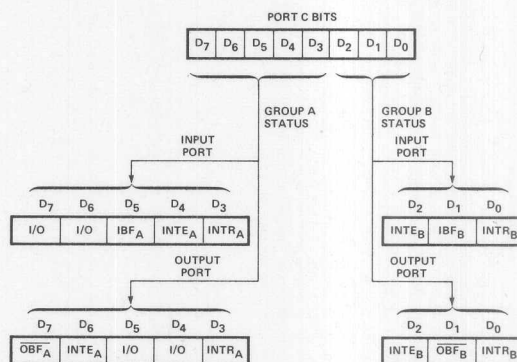 PORT C BITS
D7 D6 D5 D4 D3 D2 D1 D0
GROUP A STATUS
GROUP B STATUS
INPUT PORT
INPUT PORT
D7 D6 D5 D4 D3
D2 D1 D0
I/O I/O IBFA INTEA INTRA
INTEB IBFB INTRB
OUTPUT PORT
OUTPUT PORT
D7 D6 D5 D4 D3
D2 D1 D0
O̅B̅F̅A INTEA I/O I/O INTRA
INTEB O̅B̅F̅B INTRB